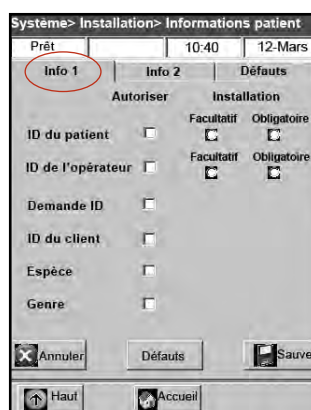 Système> Installation> Informations patient
Prêt 10:40 12-Mars
Info 1 Info 2 Défauts
Autoriser Installation
Facultatif Obligatoire
ID du patient
Facultatif Obligatoire
ID de l'opérateur
Demande ID
ID du client
Espèce
Genre
Annuler Défauts Sauve
Haut Accueil